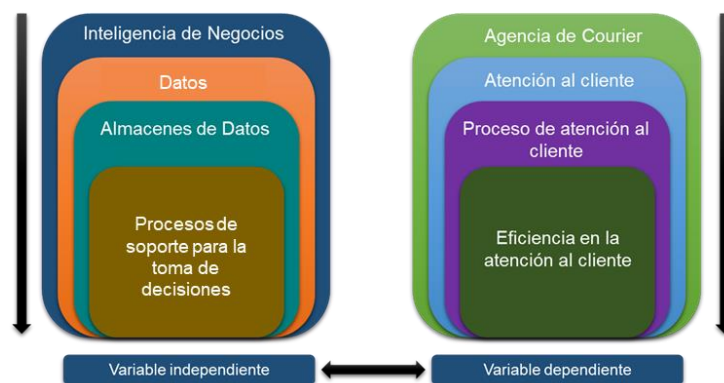 Inteligencia de Negocios
Datos
Almacenes de Datos
Procesos de
soporte para la
toma de
decisiones
Variable independiente
Agencia de Courier
Atención al cliente
Proceso de atención al
cliente
Eficiencia en la
atención al cliente
Variable dependiente